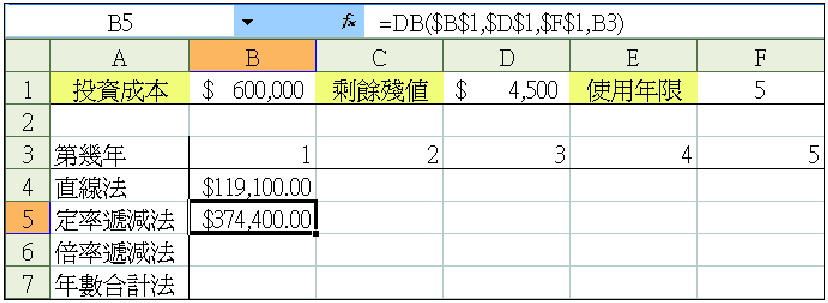 B5 fx =DB($B$1,$D$1,$F$1,B3)
A B C D E F
1 投資成本 $ 600,000 剩餘殘值 $ 4,500 使用年限 5
2
3 第幾年 1 2 3 4 5
4 直線法 $119,100.00
5 定率遞減法 $374,400.00
6 倍率遞減法
7 年數合計法